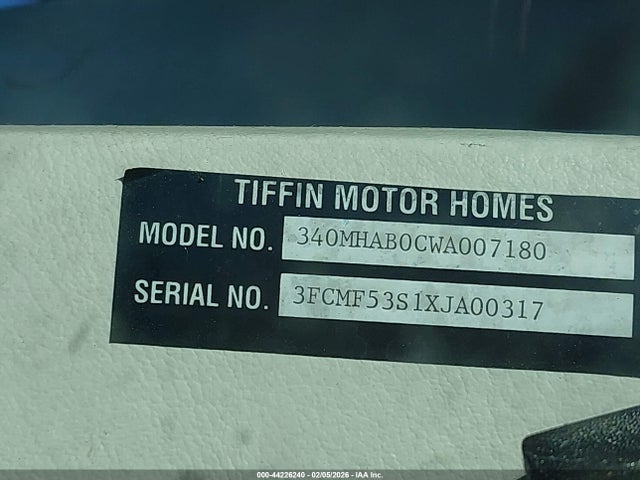 TIFFIN MOTOR HOMES
MODEL NO. 340MHAB0CWA007180
SERIAL NO. 3FCMF53S1XJA00317
000-44226240 - 02/05/2026 - IAA Inc.